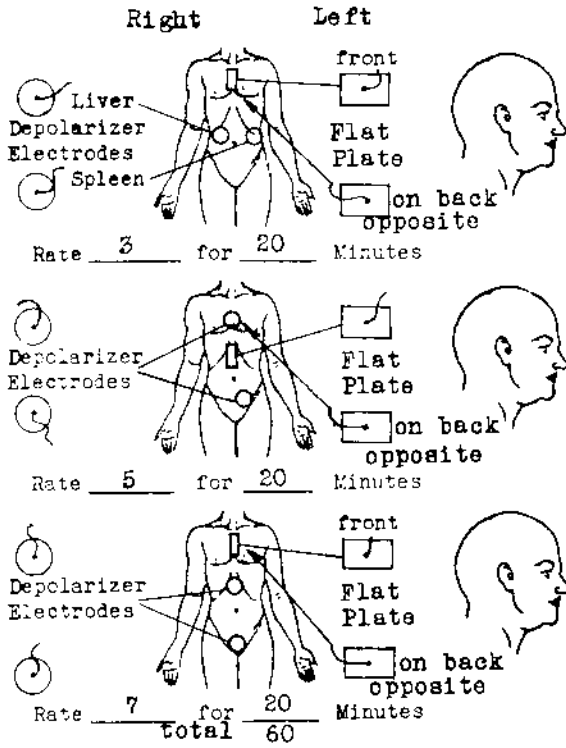 Right Left
front
Liver
Depolarizer
Electrodes
Flat
Plate
Spleen
on back
opposite
Rate 3 for 20 Minutes
Depolarizer
Electrodes
Flat
Plate
on back
opposite
Rate 5 for 20 Minutes
front
Depolarizer
Electrodes
Flat
Plate
on back
opposite
Rate 7 for 20 Minutes
total 60